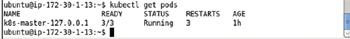 ubuntu@ip-172-30-1-13:~$ kubectl get pods
NAME READY STATUS RESTARTS AGE
k8s-master-127.0.0.1 3/3 Running 3 1h
ubuntu@ip-172-30-1-13:~$